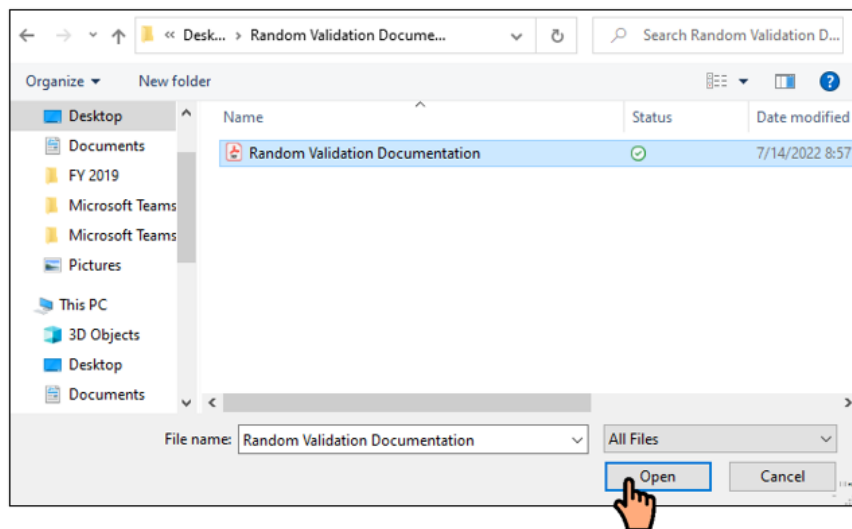 « Desk... › Random Validation Docume...
Search Random Validation D...
Organize
New folder
?
Name
Status
Date modified
Desktop
Documents
FY 2019
Microsoft Teams
Microsoft Teams
Pictures
This PC
3D Objects
Desktop
Documents
Random Validation Documentation
7/14/2022 8:57
File name:
Random Validation Documentation
All Files
Open
Cancel